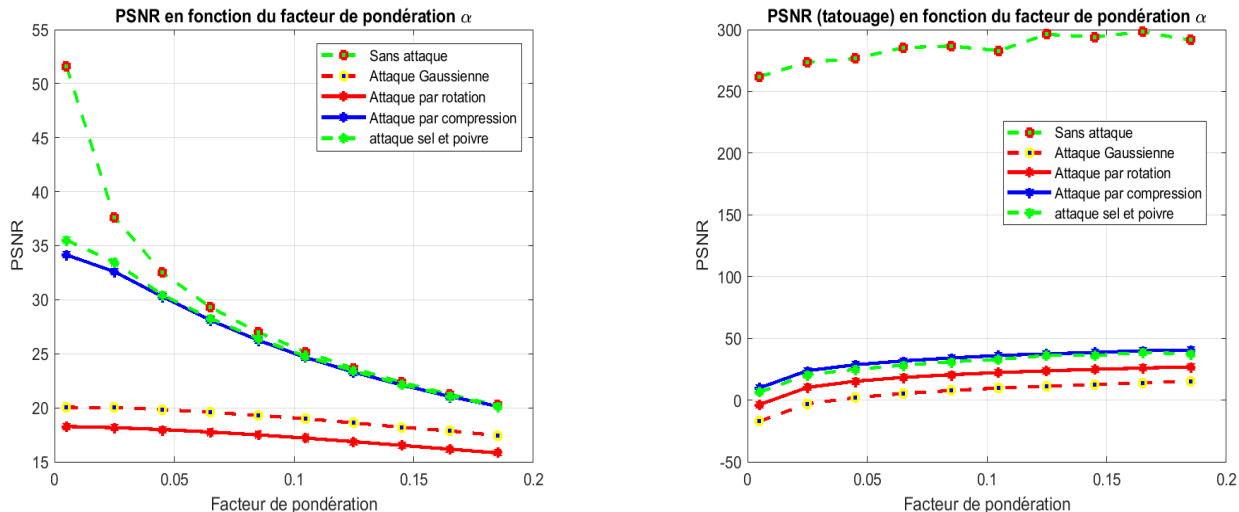 PSNR en fonction du facteur de pondération α
55
50
45
40
35
30
25
20
15
PSNR
0
0.05
0.1
0.15
0.2
Facteur de pondération
Sans attaque
Attaque Gaussienne
Attaque par rotation
Attaque par compression
attaque sel et poivre
PSNR (tatouage) en fonction du facteur de pondération α
300
250
200
150
100
50
0
-50
PSNR
0
0.05
0.1
0.15
0.2
Facteur de pondération
Sans attaque
Attaque Gaussienne
Attaque par rotation
Attaque par compression
attaque sel et poivre